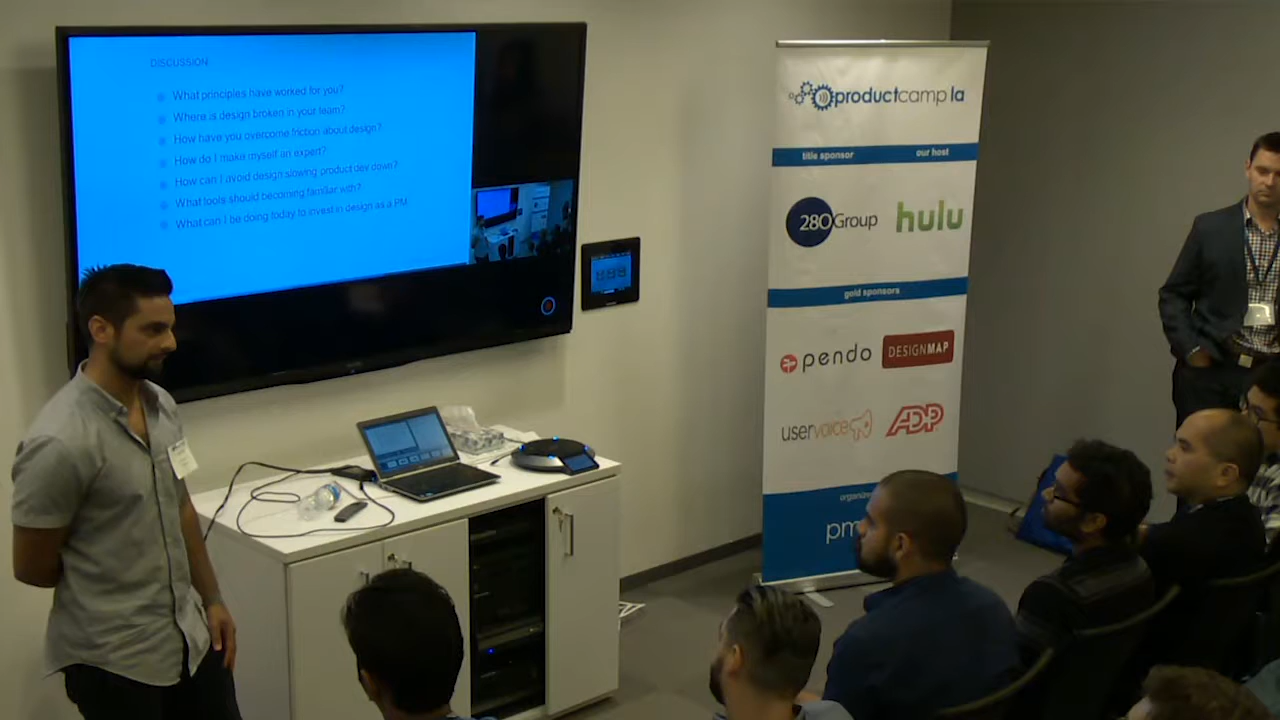 DISCUSSION
What principles have worked for you?
Where is design broken in your team?
How have you overcome friction about design?
How do I make myself an expert?
How can I avoid design slowing product dev down?
What tools should becoming familiar with?
What can I be doing today to invest in design as a PM
productcamp la
title sponsor our host
280 Group hulu
gold sponsors
pendo DESIGNMAP
uservoice ADP